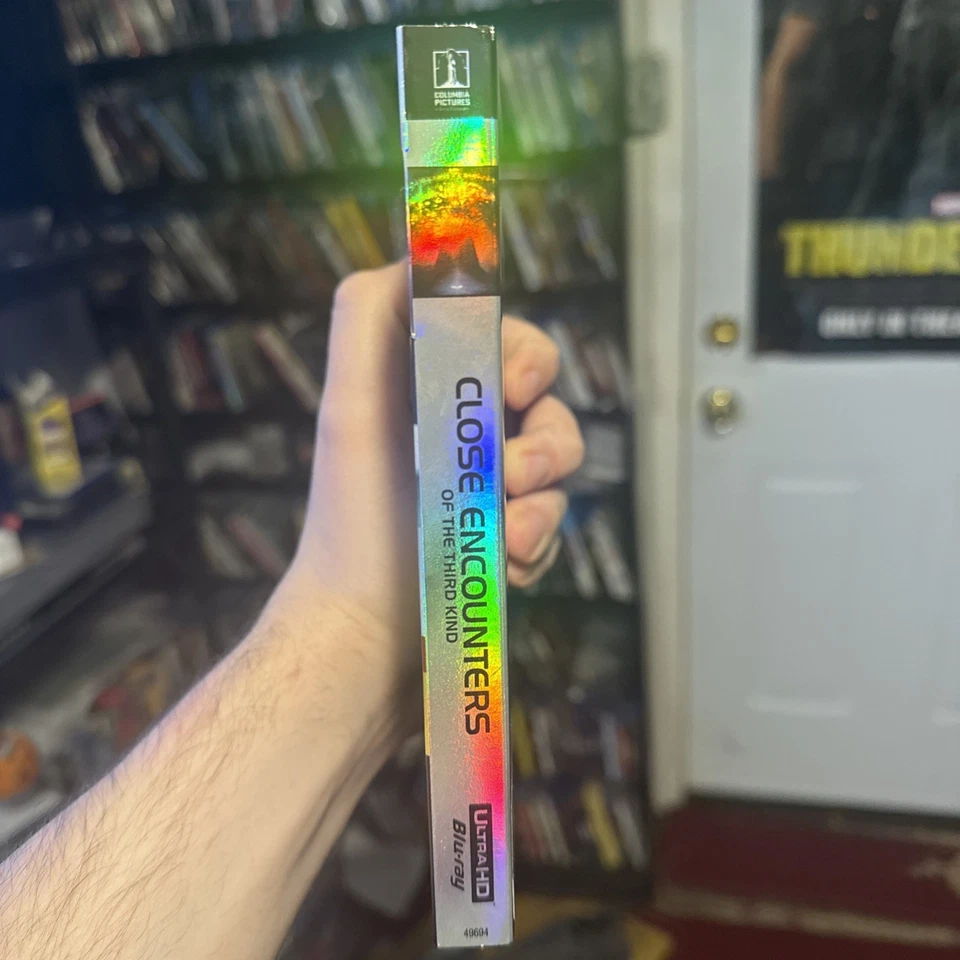 COLUMBIA
PICTURES
CLOSE ENCOUNTERS
OF THE THIRD KIND
ULTRA HD
Blu-ray
49694
THUNDE
ONLY IN THEA